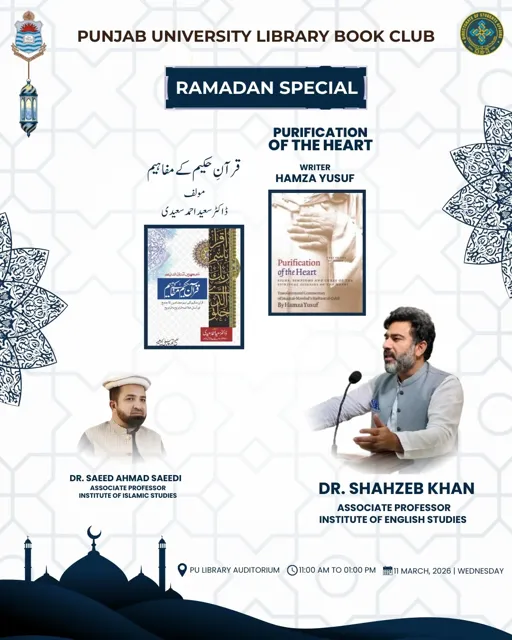 PUNJAB UNIVERSITY LIBRARY BOOK CLUB
RAMADAN SPECIAL
PURIFICATION
OF THE HEART
WRITER
HAMZA YUSUF
قرآنِ حکیم کے مفاہیم
مولف
ڈاکٹر سعید احمد سعیدی
Purification
of the Heart
By Hamza Yusuf
DR. SAEED AHMAD SAEEDI
ASSOCIATE PROFESSOR
INSTITUTE OF ISLAMIC STUDIES
DR. SHAHZEB KHAN
ASSOCIATE PROFESSOR
INSTITUTE OF ENGLISH STUDIES
PU LIBRARY AUDITORIUM
11:00 AM TO 01:00 PM
11 MARCH, 2026 | WEDNESDAY